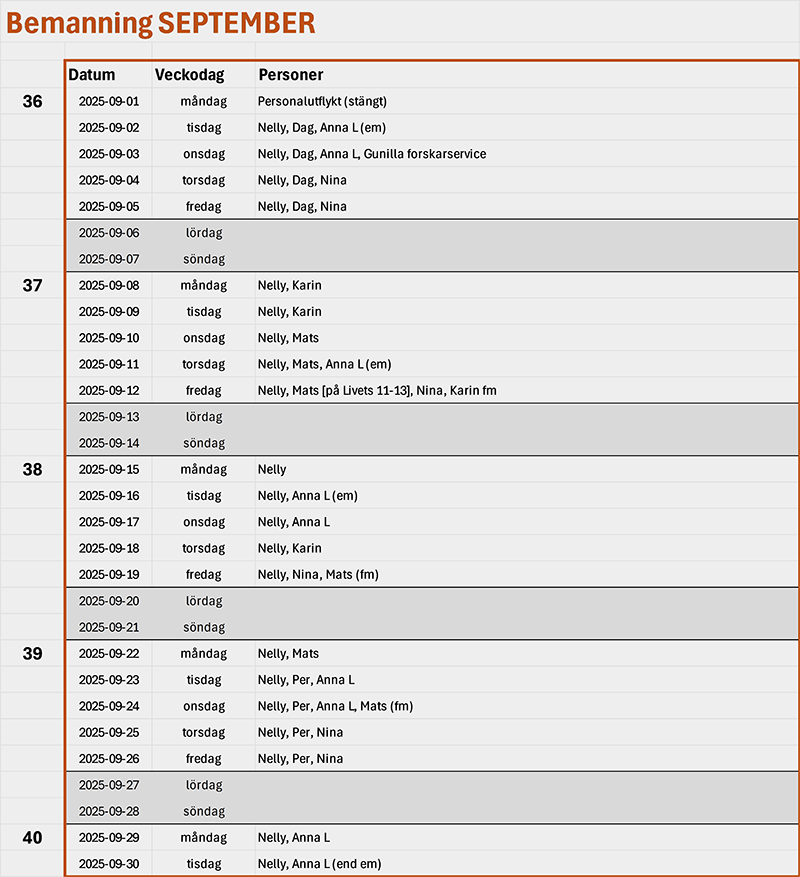 Bemanning SEPTEMBER
Datum Veckodag Personer
36 2025-09-01 måndag Personalutflykt (stängt)
2025-09-02 tisdag Nelly, Dag, Anna L (em)
2025-09-03 onsdag Nelly, Dag, Anna L, Gunilla forskarservice
2025-09-04 torsdag Nelly, Dag, Nina
2025-09-05 fredag Nelly, Dag, Nina
2025-09-06 lördag
2025-09-07 söndag
37 2025-09-08 måndag Nelly, Karin
2025-09-09 tisdag Nelly, Karin
2025-09-10 onsdag Nelly, Mats
2025-09-11 torsdag Nelly, Mats, Anna L (em)
2025-09-12 fredag Nelly, Mats [på Livets 11-13], Nina, Karin fm
2025-09-13 lördag
2025-09-14 söndag
38 2025-09-15 måndag Nelly
2025-09-16 tisdag Nelly, Anna L (em)
2025-09-17 onsdag Nelly, Anna L
2025-09-18 torsdag Nelly, Karin
2025-09-19 fredag Nelly, Nina, Mats (fm)
2025-09-20 lördag
2025-09-21 söndag
39 2025-09-22 måndag Nelly, Mats
2025-09-23 tisdag Nelly, Per, Anna L
2025-09-24 onsdag Nelly, Per, Anna L, Mats (fm)
2025-09-25 torsdag Nelly, Per, Nina
2025-09-26 fredag Nelly, Per, Nina
2025-09-27 lördag
2025-09-28 söndag
40 2025-09-29 måndag Nelly, Anna L
2025-09-30 tisdag Nelly, Anna L (end em)